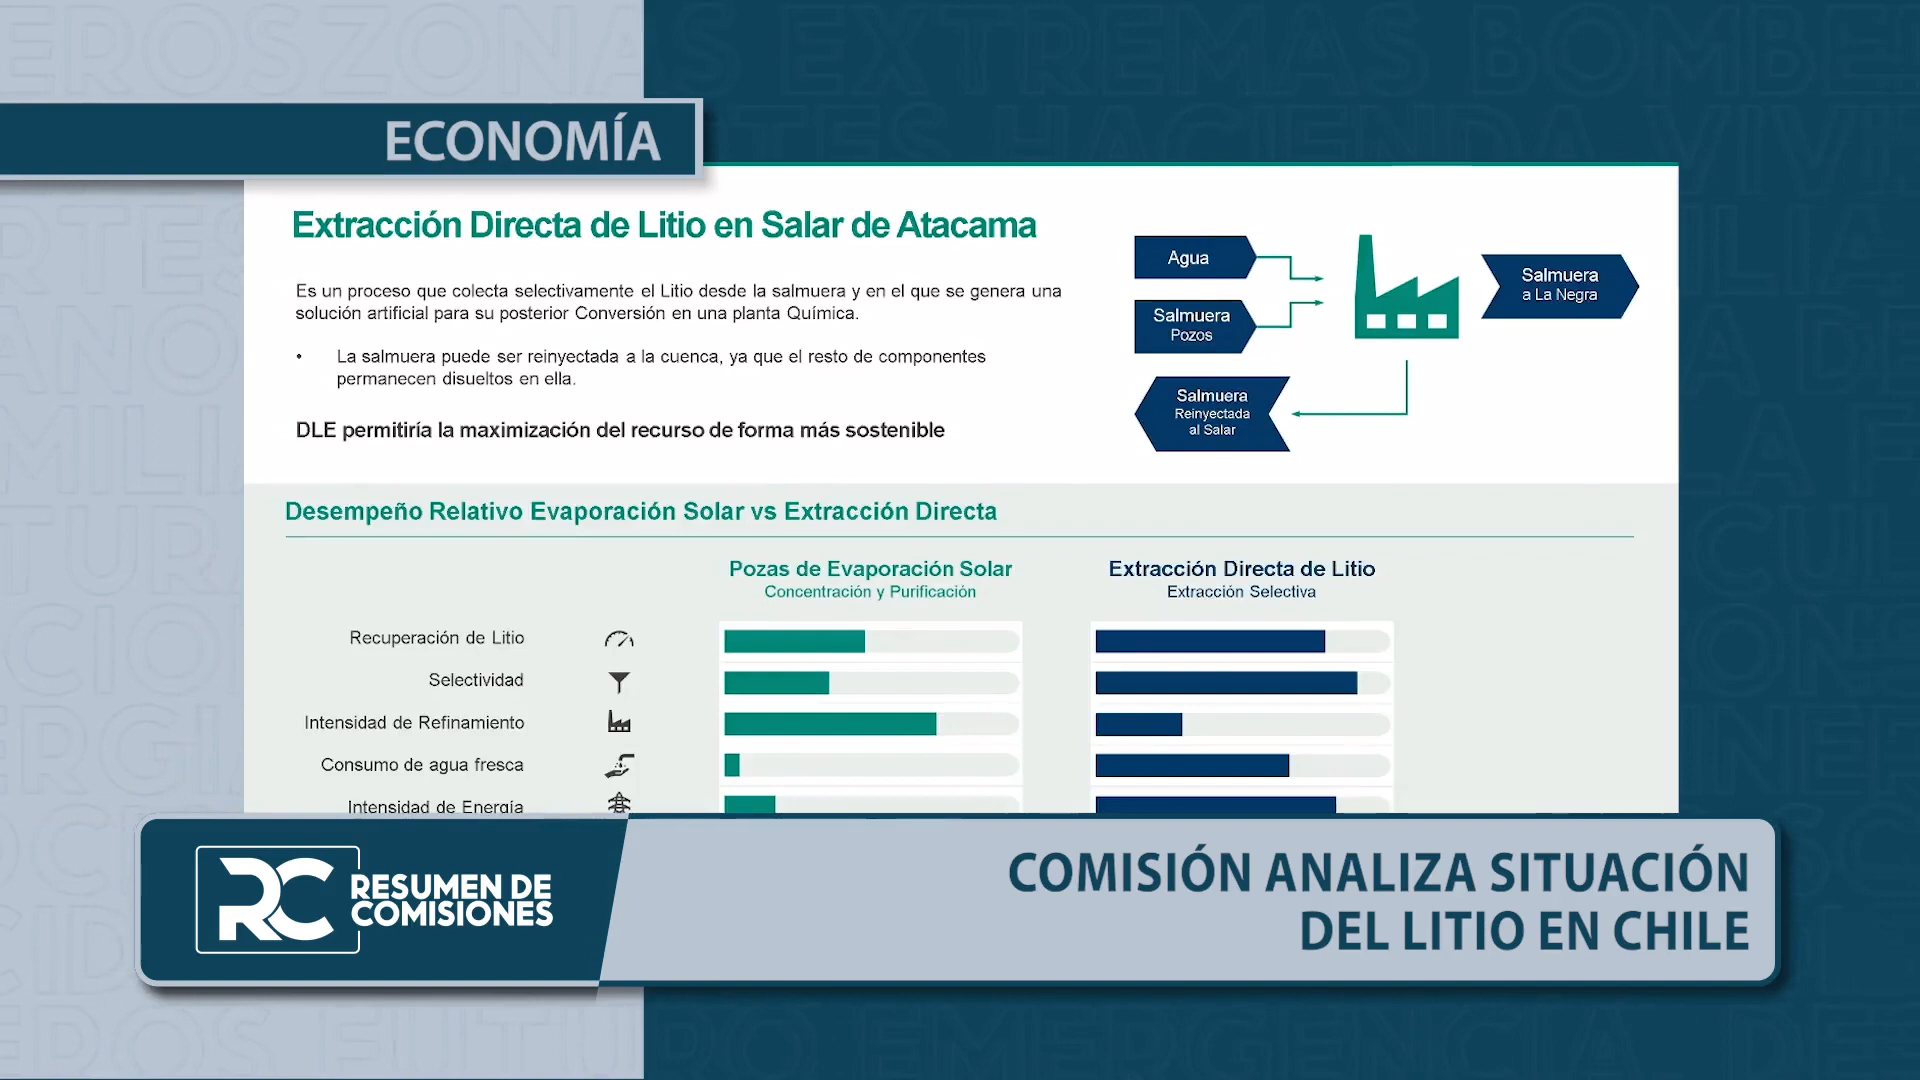 ECONOMÍA
Extracción Directa de Litio en Salar de Atacama
Es un proceso que colecta selectivamente el Litio desde la salmuera y en el que se genera una
solución artificial para su posterior Conversión en una planta Química.
• La salmuera puede ser reinyectada a la cuenca, ya que el resto de componentes
permanecen disueltos en ella.
DLE permitiría la maximización del recurso de forma más sostenible
Agua
Salmuera
Pozos
Salmuera
a La Negra
Salmuera
Reinyectada
al Salar
Desempeño Relativo Evaporación Solar vs Extracción Directa
Pozas de Evaporación Solar
Concentración y Purificación
Extracción Directa de Litio
Extracción Selectiva
Recuperación de Litio
Selectividad
Intensidad de Refinamiento
Consumo de agua fresca
Intensidad de Energía
RC RESUMEN DE
COMISIONES
COMISIÓN ANALIZA SITUACIÓN
DEL LITIO EN CHILE